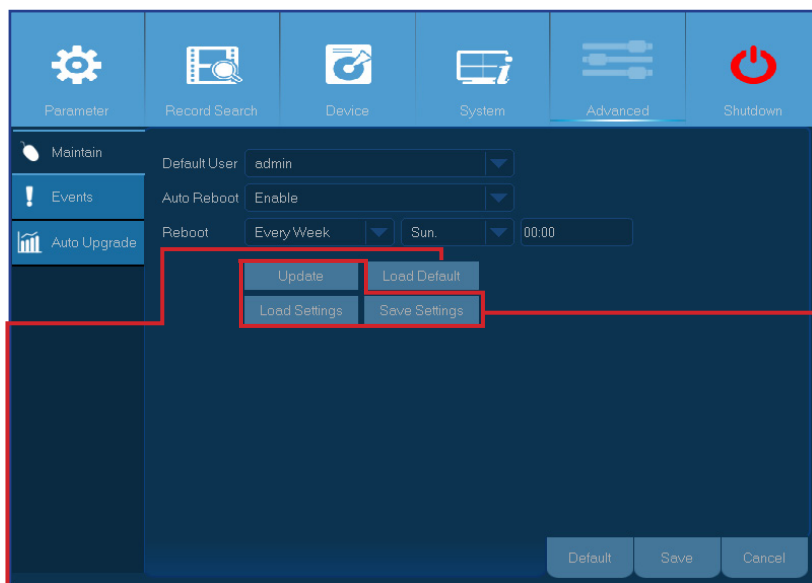 Parameter Record Search Device System Advanced Shutdown
Maintain
Events
Auto Upgrade
Default User admin
Auto Reboot Enable
Reboot Every Week Sun. 00:00
Update Load Default
Load Settings Save Settings
Default Save Cancel